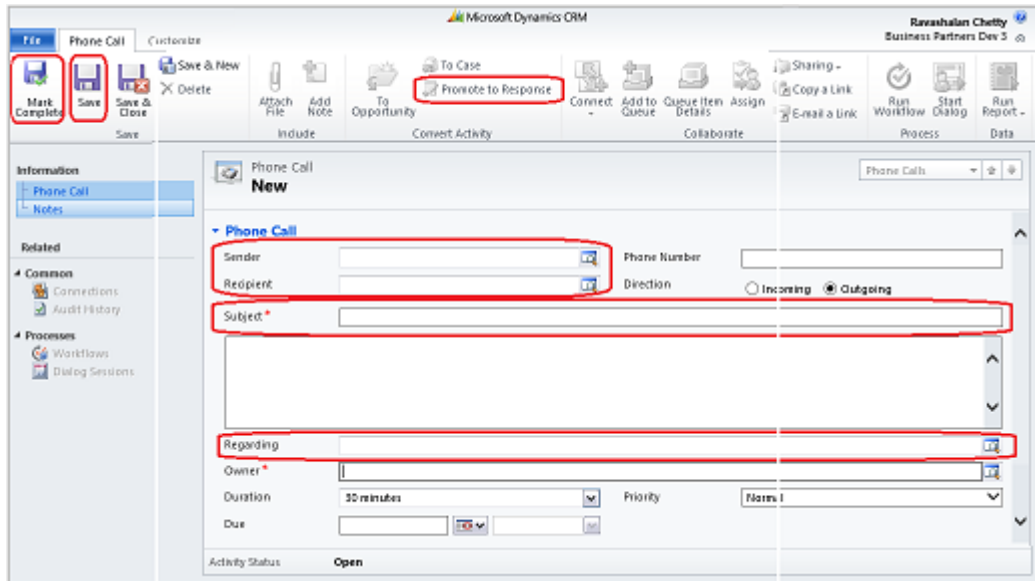 Microsoft Dynamics CRM
Ravashalan Chetty
Business Partners Dev 3
File
Phone Call
Customize
Mark Complete
Save
Save & Close
Save & New
Delete
Save
Attach File
Add Note
Include
To Opportunity
To Case
Promote to Response
Convert Activity
Connect
Add to Queue
Queue Item Details
Assign
Sharing
Copy a Link
E-mail a Link
Collaborate
Run Workflow
Start Dialog
Process
Run Report
Data
Information
Phone Call
Notes
Related
Common
Connections
Audit History
Processes
Workflows
Dialog Sessions
Phone Call
New
Phone Calls
Phone Call
Sender
Phone Number
Recipient
Direction
Incoming
Outgoing
Subject *
Regarding
Owner *
Duration
30 minutes
Priority
Normal
Due
Activity Status
Open